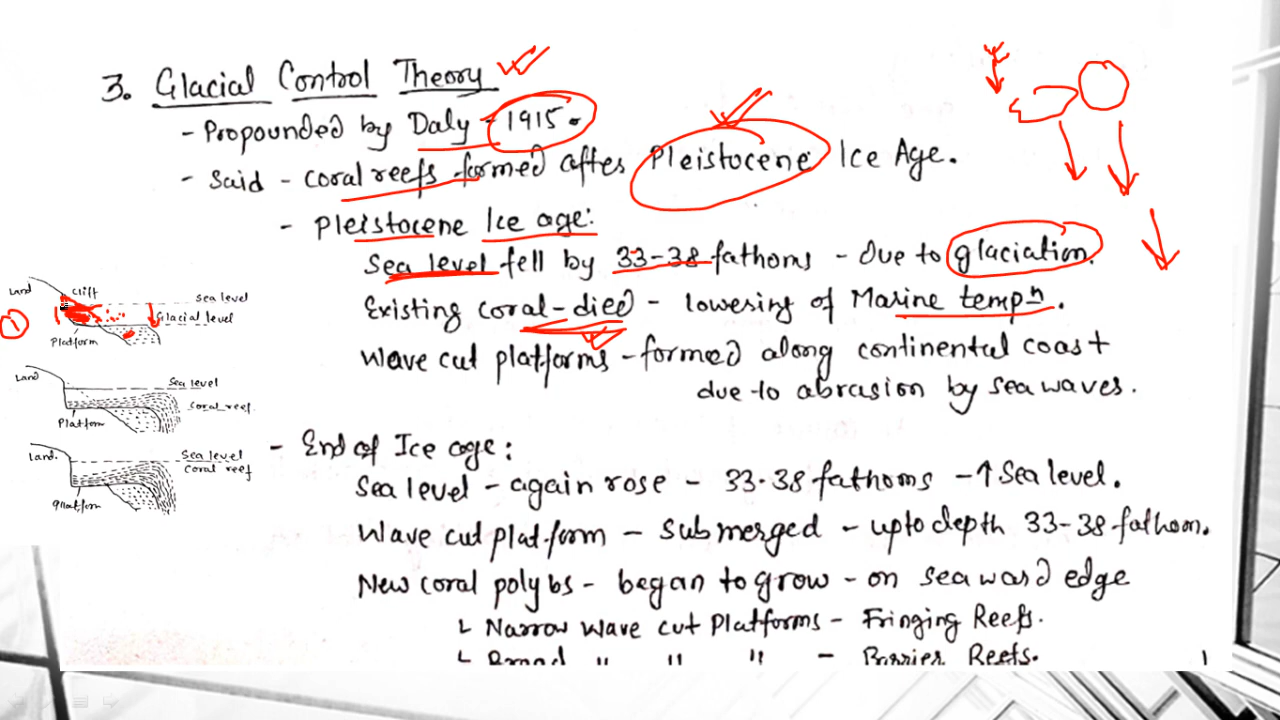 3. Glacial Control Theory
- Propounded by Daly - 1915.
- Said - coral reefs formed after Pleistocene Ice Age.
- Pleistocene Ice age:
Sea level fell by 33-38 fathoms - due to glaciation.
Existing coral - died - lowering of Marine tempn.
Wave cut platforms - formed along continental coast
due to abrasion by sea waves.
- End of Ice age:
Sea level - again rose - 33-38 fathoms - ↑ Sea level.
Wave cut platform - submerged - upto depth 33-38 fathom.
New coral polybs - began to grow - on seaward edge
└ Narrow wave cut Platforms - Fringing Reefs.
└ Broad " " " - Barrier Reefs.
1
Land
Cliff
Sea level
Glacial level
Platform
1
Land
Sea level
Coral reef
Platform
Land.
Sea level
Coral reef
Platform